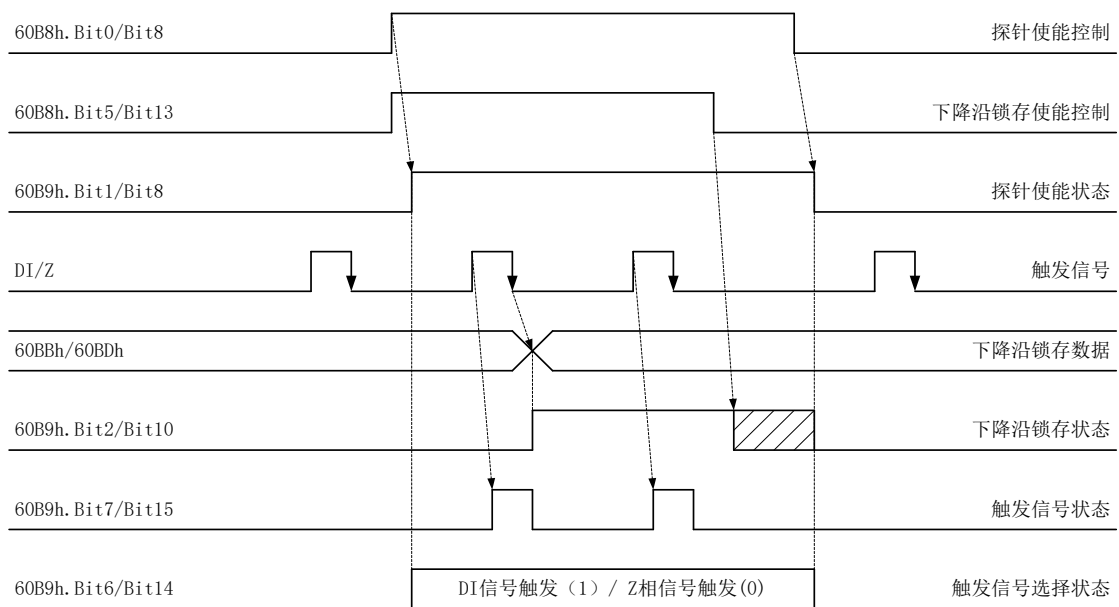 60B8h.Bit0/Bit8 探针使能控制
60B8h.Bit5/Bit13 下降沿锁存使能控制
60B9h.Bit1/Bit8 探针使能状态
DI/Z 触发信号
60BBh/60BDh 下降沿锁存数据
60B9h.Bit2/Bit10 下降沿锁存状态
60B9h.Bit7/Bit15 触发信号状态
60B9h.Bit6/Bit14 DI信号触发（1）/ Z相信号触发(0) 触发信号选择状态